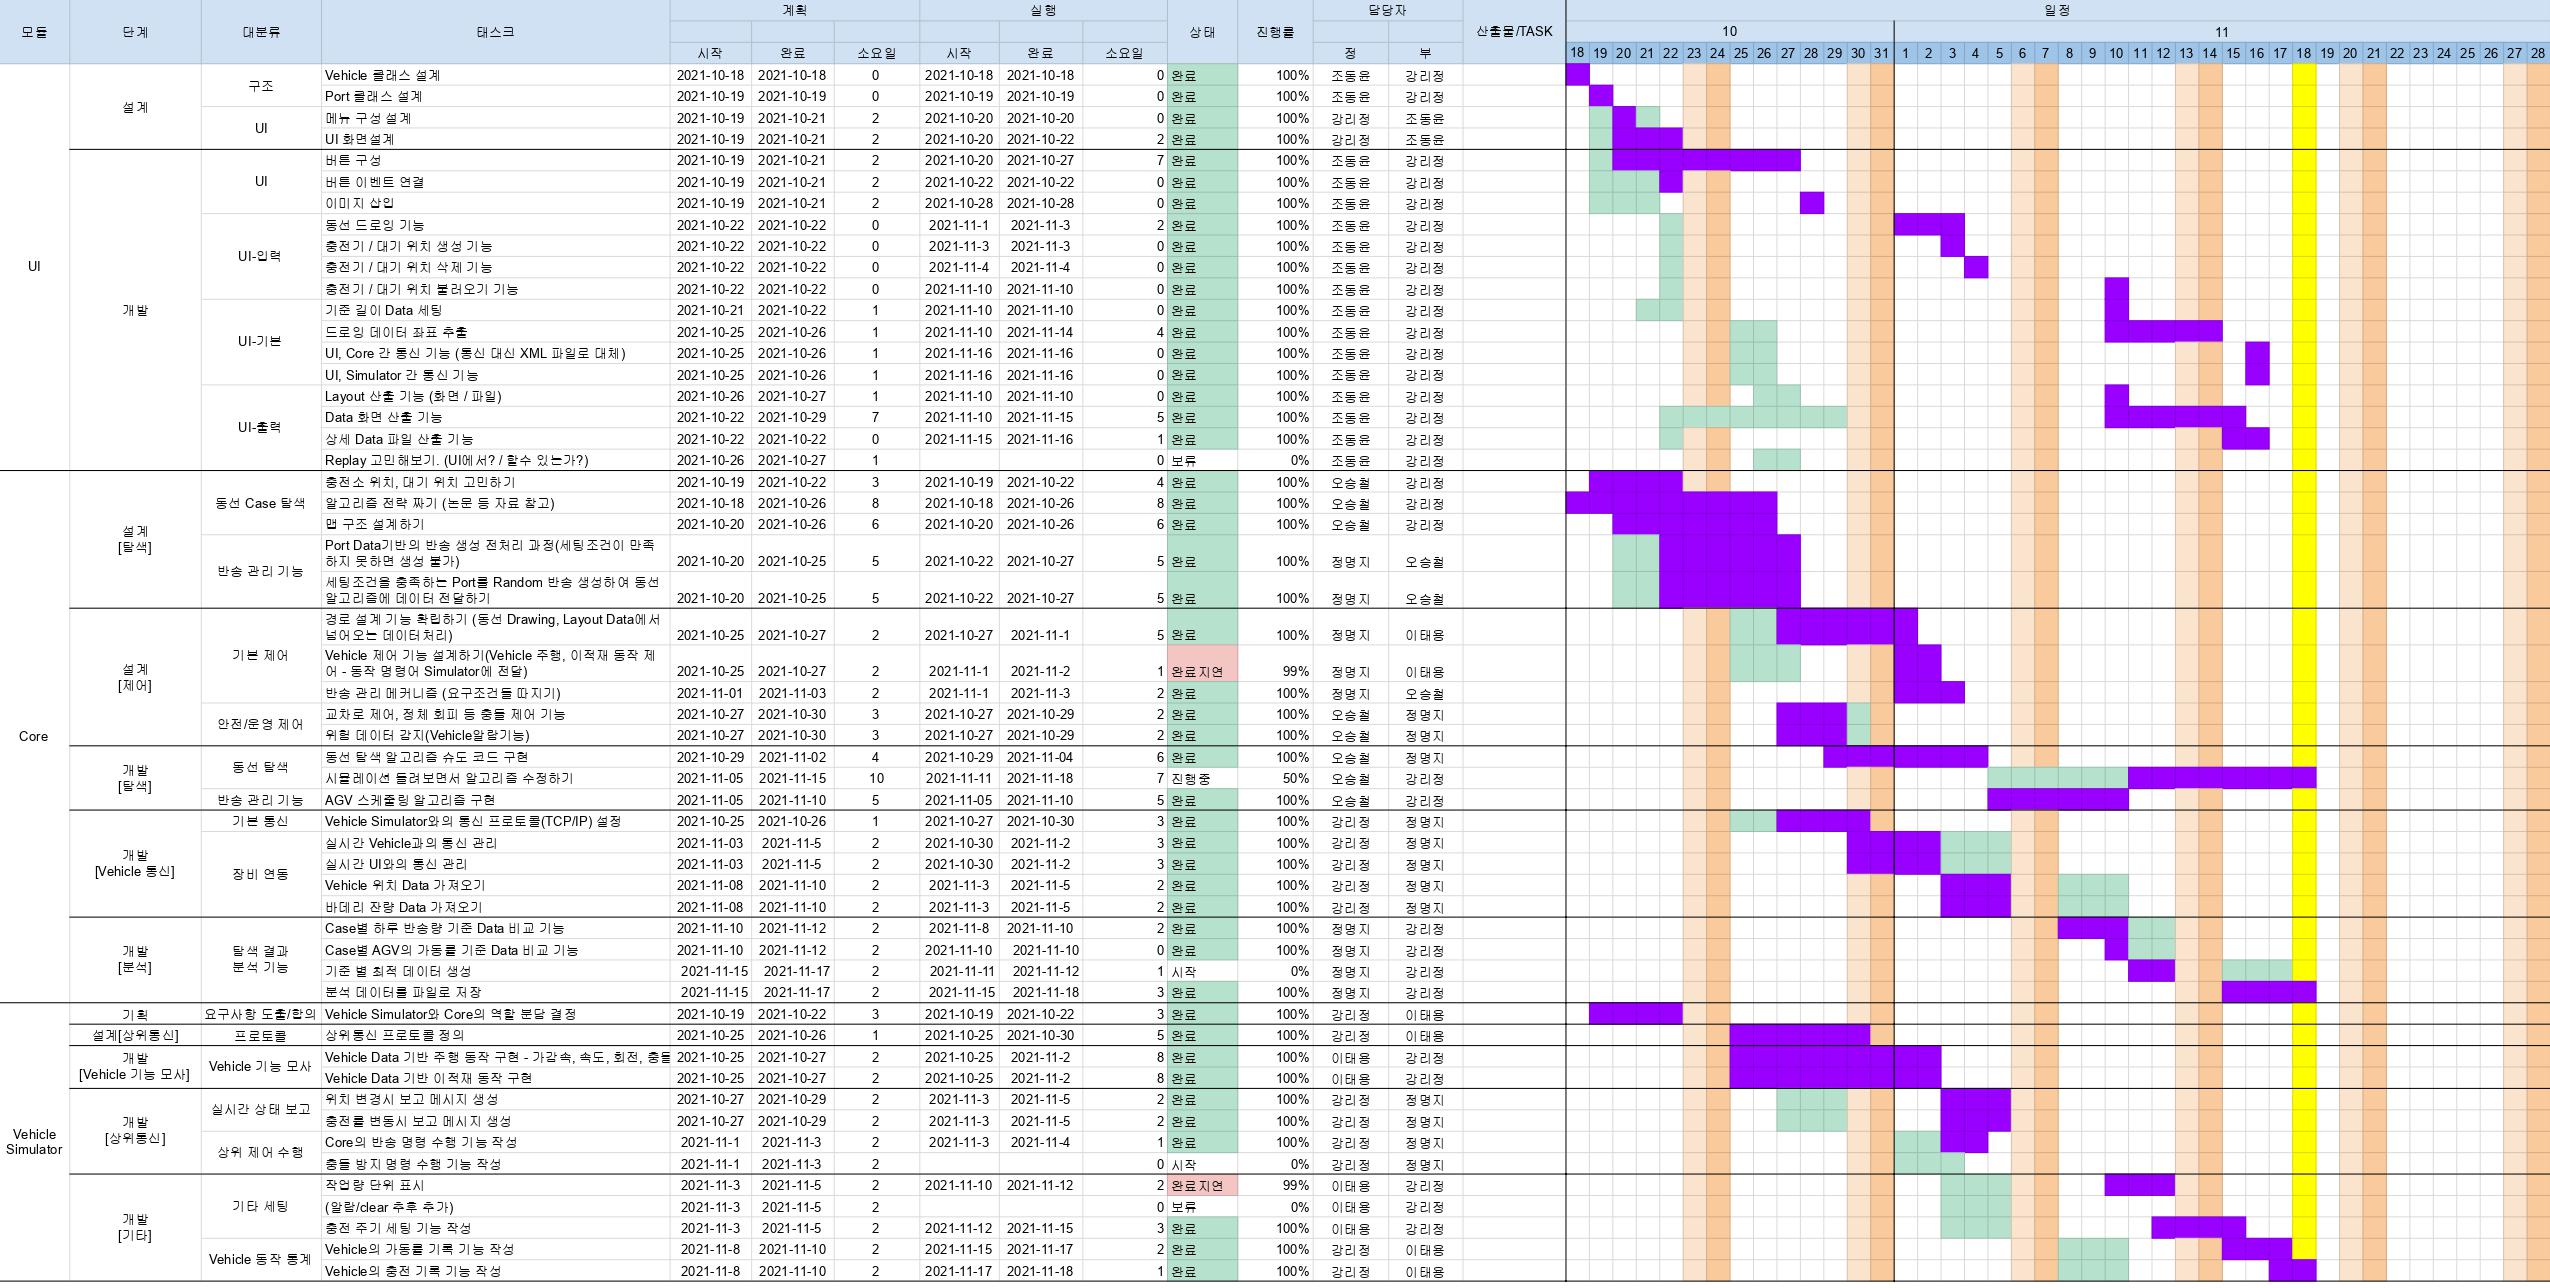 모듈 단계 대분류 태스크 계획 실행 상태 진행률 담당자 산출물/TASK 일정
10 11
시작 완료 소요일 시작 완료 소요일 정 부 18 19 20 21 22 23 24 25 26 27 28 29 30 31 1 2 3 4 5 6 7 8 9 10 11 12 13 14 15 16 17 18 19 20 21 22 23 24 25 26 27 28
UI 설계 구조 Vehicle 클래스 설계 2021-10-18 2021-10-18 0 2021-10-18 2021-10-18 0 완료 100% 조동윤 강리정
Port 클래스 설계 2021-10-19 2021-10-19 0 2021-10-19 2021-10-19 0 완료 100% 조동윤 강리정
UI 메뉴 구성 설계 2021-10-19 2021-10-21 2 2021-10-20 2021-10-20 0 완료 100% 강리정 조동윤
UI 화면설계 2021-10-19 2021-10-21 2 2021-10-20 2021-10-22 2 완료 100% 강리정 조동윤
개발 UI 버튼 구성 2021-10-19 2021-10-21 2 2021-10-20 2021-10-27 7 완료 100% 조동윤 강리정
버튼 이벤트 연결 2021-10-19 2021-10-21 2 2021-10-22 2021-10-22 0 완료 100% 조동윤 강리정
이미지 삽입 2021-10-19 2021-10-21 2 2021-10-28 2021-10-28 0 완료 100% 조동윤 강리정
UI-입력 동선 드로잉 기능 2021-10-22 2021-10-22 0 2021-11-1 2021-11-3 2 완료 100% 조동윤 강리정
충전기 / 대기 위치 생성 기능 2021-10-22 2021-10-22 0 2021-11-3 2021-11-3 0 완료 100% 조동윤 강리정
충전기 / 대기 위치 삭제 기능 2021-10-22 2021-10-22 0 2021-11-4 2021-11-4 0 완료 100% 조동윤 강리정
충전기 / 대기 위치 불러오기 기능 2021-10-22 2021-10-22 0 2021-11-10 2021-11-10 0 완료 100% 조동윤 강리정
UI-기본 기준 길이 Data 세팅 2021-10-21 2021-10-22 1 2021-11-10 2021-11-10 0 완료 100% 조동윤 강리정
드로잉 데이터 좌표 추출 2021-10-25 2021-10-26 1 2021-11-10 2021-11-14 4 완료 100% 조동윤 강리정
UI, Core 간 통신 기능 (통신 대신 XML 파일로 대체) 2021-10-25 2021-10-26 1 2021-11-16 2021-11-16 0 완료 100% 조동윤 강리정
UI, Simulator 간 통신 기능 2021-10-25 2021-10-26 1 2021-11-16 2021-11-16 0 완료 100% 조동윤 강리정
UI-출력 Layout 산출 기능 (화면 / 파일) 2021-10-26 2021-10-27 1 2021-11-10 2021-11-10 0 완료 100% 조동윤 강리정
Data 화면 산출 기능 2021-10-22 2021-10-29 7 2021-11-10 2021-11-15 5 완료 100% 조동윤 강리정
상세 Data 파일 산출 기능 2021-10-22 2021-10-22 0 2021-11-15 2021-11-16 1 완료 100% 조동윤 강리정
Replay 고민해보기. (UI에서? / 할수 있는가?) 2021-10-26 2021-10-27 1 0 보류 0% 조동윤 강리정
Core 설계 [탐색] 동선 Case 탐색 충전소 위치, 대기 위치 고민하기 2021-10-19 2021-10-22 3 2021-10-19 2021-10-22 4 완료 100% 오승철 강리정
알고리즘 전략 짜기 (논문 등 자료 참고) 2021-10-18 2021-10-26 8 2021-10-18 2021-10-26 8 완료 100% 오승철 강리정
맵 구조 설계하기 2021-10-20 2021-10-26 6 2021-10-20 2021-10-26 6 완료 100% 오승철 강리정
반송 관리 기능 Port Data기반의 반송 생성 전처리 과정(세팅조건이 만족
하지 못하면 생성 불가) 2021-10-20 2021-10-25 5 2021-10-22 2021-10-27 5 완료 100% 정명지 오승철
세팅조건을 충족하는 Port를 Random 반송 생성하여 동선
알고리즘에 데이터 전달하기 2021-10-20 2021-10-25 5 2021-10-22 2021-10-27 5 완료 100% 정명지 오승철
설계 [제어] 기본 제어 경로 설계 기능 확립하기 (동선 Drawing, Layout Data에서
넘어오는 데이터처리) 2021-10-25 2021-10-27 2 2021-10-27 2021-11-1 5 완료 100% 정명지 이태용
Vehicle 제어 기능 설계하기(Vehicle 주행, 이적재 동작 제
어 - 동작 명령어 Simulator에 전달) 2021-10-25 2021-10-27 2 2021-11-1 2021-11-2 1 완료지연 99% 정명지 이태용
반송 관리 메커니즘 (요구조건들 따지기) 2021-11-01 2021-11-03 2 2021-11-1 2021-11-3 2 완료 100% 정명지 오승철
안전/운영 제어 교차로 제어, 정체 회피 등 충돌 제어 기능 2021-10-27 2021-10-30 3 2021-10-27 2021-10-29 2 완료 100% 오승철 정명지
위험 데이터 감지(Vehicle알람기능) 2021-10-27 2021-10-30 3 2021-10-27 2021-10-29 2 완료 100% 오승철 정명지
개발 [탐색] 동선 탐색 동선 탐색 알고리즘 슈도 코드 구현 2021-10-29 2021-11-02 4 2021-10-29 2021-11-04 6 완료 100% 오승철 정명지
시뮬레이션 돌려보면서 알고리즘 수정하기 2021-11-05 2021-11-15 10 2021-11-11 2021-11-18 7 진행중 50% 오승철 강리정
반송 관리 기능 AGV 스케줄링 알고리즘 구현 2021-11-05 2021-11-10 5 2021-11-05 2021-11-10 5 완료 100% 오승철 강리정
개발 [Vehicle 통신] 기본 통신 Vehicle Simulator와의 통신 프로토콜(TCP/IP) 설정 2021-10-25 2021-10-26 1 2021-10-27 2021-10-30 3 완료 100% 강리정 정명지
장비 연동 실시간 Vehicle과의 통신 관리 2021-11-03 2021-11-5 2 2021-10-30 2021-11-2 3 완료 100% 강리정 정명지
실시간 UI와의 통신 관리 2021-11-03 2021-11-5 2 2021-10-30 2021-11-2 3 완료 100% 강리정 정명지
Vehicle 위치 Data 가져오기 2021-11-08 2021-11-10 2 2021-11-3 2021-11-5 2 완료 100% 강리정 정명지
바데리 잔량 Data 가져오기 2021-11-08 2021-11-10 2 2021-11-3 2021-11-5 2 완료 100% 강리정 정명지
개발 [분석] 탐색 결과 분석 기능 Case별 하루 반송량 기준 Data 비교 기능 2021-11-10 2021-11-12 2 2021-11-8 2021-11-10 2 완료 100% 정명지 강리정
Case별 AGV의 가동률 기준 Data 비교 기능 2021-11-10 2021-11-12 2 2021-11-10 2021-11-10 0 완료 100% 정명지 강리정
기준 별 최적 데이터 생성 2021-11-15 2021-11-17 2 2021-11-11 2021-11-12 1 시작 0% 정명지 강리정
분석 데이터를 파일로 저장 2021-11-15 2021-11-17 2 2021-11-15 2021-11-18 3 완료 100% 정명지 강리정
Vehicle Simulator 기획 요구사항 도출/합의 Vehicle Simulator와 Core의 역할 분담 결정 2021-10-19 2021-10-22 3 2021-10-19 2021-10-22 3 완료 100% 강리정 이태용
설계[상위통신] 프로토콜 상위통신 프로토콜 정의 2021-10-25 2021-10-26 1 2021-10-25 2021-10-30 5 완료 100% 강리정 이태용
개발 [Vehicle 기능 모사] Vehicle 기능 모사 Vehicle Data 기반 주행 동작 구현 - 가감속, 속도, 회전, 충돌 2021-10-25 2021-10-27 2 2021-10-25 2021-11-2 8 완료 100% 이태용 강리정
Vehicle Data 기반 이적재 동작 구현 2021-10-25 2021-10-27 2 2021-10-25 2021-11-2 8 완료 100% 이태용 강리정
개발 [상위통신] 실시간 상태 보고 위치 변경시 보고 메시지 생성 2021-10-27 2021-10-29 2 2021-11-3 2021-11-5 2 완료 100% 강리정 정명지
충전률 변동시 보고 메시지 생성 2021-10-27 2021-10-29 2 2021-11-3 2021-11-5 2 완료 100% 강리정 정명지
상위 제어 수행 Core의 반송 명령 수행 기능 작성 2021-11-1 2021-11-3 2 2021-11-3 2021-11-4 1 완료 100% 강리정 정명지
충돌 방지 명령 수행 기능 작성 2021-11-1 2021-11-3 2 0 시작 0% 강리정 정명지
개발 [기타] 기타 세팅 작업량 단위 표시 2021-11-3 2021-11-5 2 2021-11-10 2021-11-12 2 완료지연 99% 이태용 강리정
(알람/clear 추후 추가) 2021-11-3 2021-11-5 2 0 보류 0% 이태용 강리정
충전 주기 세팅 기능 작성 2021-11-3 2021-11-5 2 2021-11-12 2021-11-15 3 완료 100% 이태용 강리정
Vehicle 동작 통계 Vehicle의 가동률 기록 기능 작성 2021-11-8 2021-11-10 2 2021-11-15 2021-11-17 2 완료 100% 강리정 이태용
Vehicle의 충전 기록 기능 작성 2021-11-8 2021-11-10 2 2021-11-17 2021-11-18 1 완료 100% 강리정 이태용